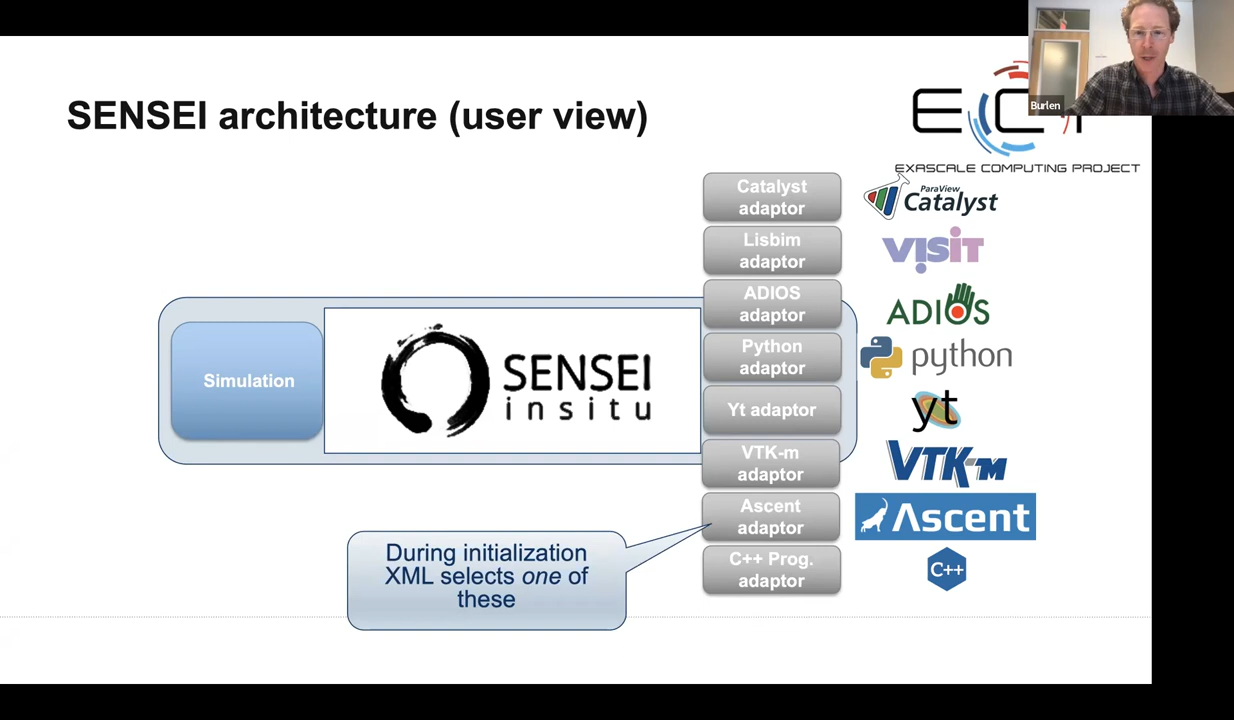 Burlen
SENSEI architecture (user view)
EC
EXASCALE COMPUTING PROJECT
Catalyst
adaptor
ParaView
Catalyst
Lisbim
adaptor
VisIT
ADIOS
adaptor
ADIOS
Python
adaptor
python
Yt adaptor
yt
VTK-m
adaptor
VTK-m
Ascent
adaptor
Ascent
C++ Prog.
adaptor
C++
Simulation
SENSEI
insitu
During initialization
XML selects one of
these